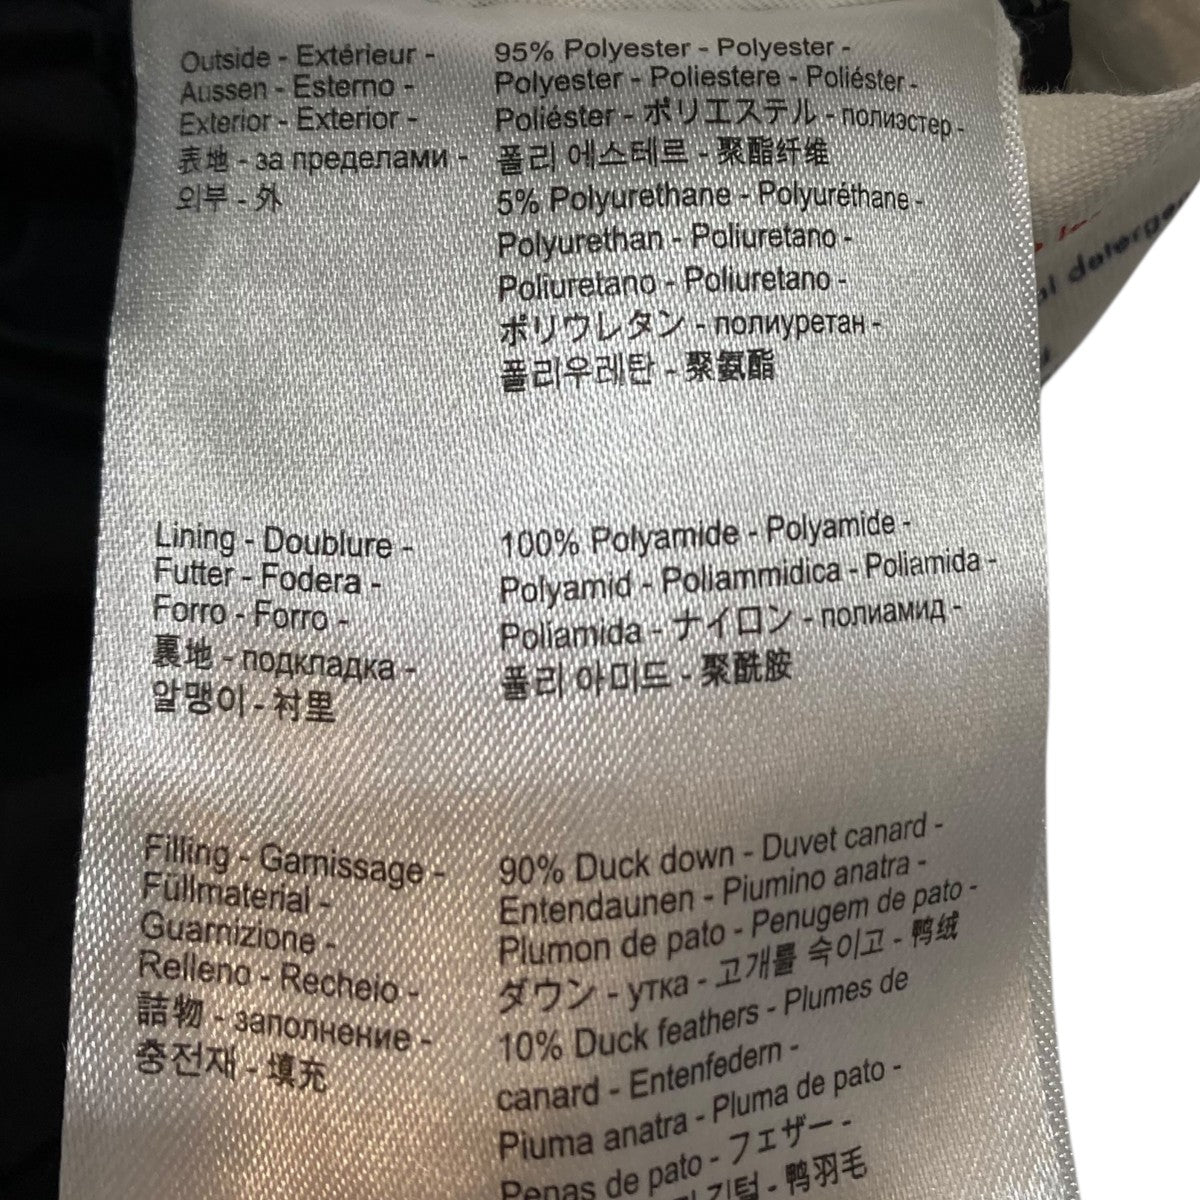 Outside - Extérieur -
Aussen - Esterno -
Exterior - Exterior -
表地 - за пределами -
외부 - 外
95% Polyester - Polyester -
Polyester - Poliestere - Poliéster -
Poliéster - ポリエステル - полиэстер -
폴리 에스테르 - 聚酯纤维
5% Polyurethane - Polyuréthane -
Polyurethan - Poliuretano -
Poliuretano - Poliuretano -
ポリウレタン - полиуретан -
폴리우레탄 - 聚氨酯
Lining - Doublure -
Futter - Fodera -
Forro - Forro -
裏地 - подкладка -
알맹이 - 衬里
100% Polyamide - Polyamide -
Polyamid - Poliammidica - Poliamida -
Poliamida - ナイロン - полиамид -
폴리 아미드 - 聚酰胺
Filling - Garnissage -
Füllmaterial -
Guarnizione -
Relleno - Recheio -
詰物 - заполнение -
충전재 - 填充
90% Duck down - Duvet canard -
Entendaunen - Piumino anatra -
Plumon de pato - Penugem de pato -
ダウン - утка - 고개를 숙이고 - 鸭绒
10% Duck feathers - Plumes de
canard - Entenfedern -
Piuma anatra - Pluma de pato -
Penas de pato - フェザー -
깃털 - 鸭羽毛